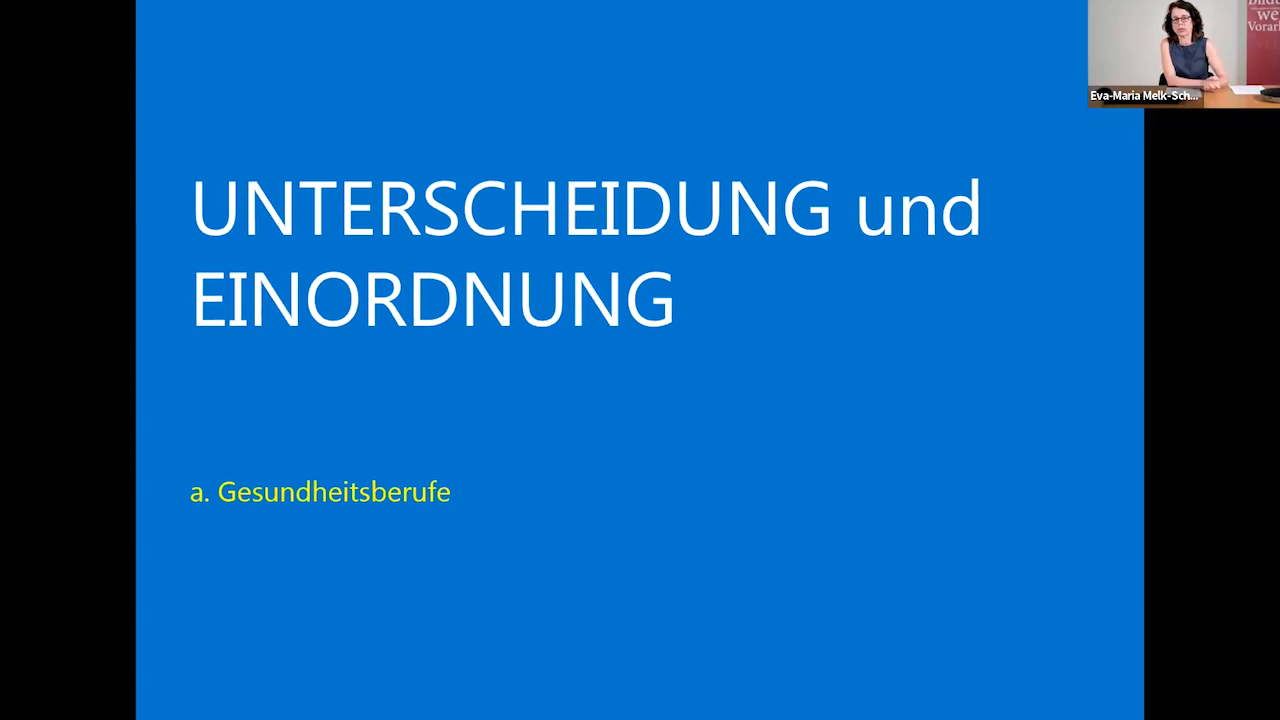 UNTERSCHEIDUNG und
EINORDNUNG
a. Gesundheitsberufe
Eva-Maria Melk-Sch...